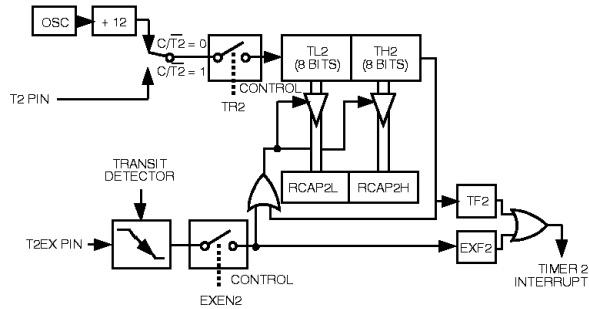 OSC
÷ 12
C/T2 = 0
C/T2 = 1
T2 PIN
TR2
CONTROL
TL2
(8 BITS)
TH2
(8 BITS)
RCAP2L
RCAP2H
TRANSIT
DETECTOR
T2EX PIN
EXEN2
CONTROL
TF2
EXF2
TIMER 2
INTERRUPT